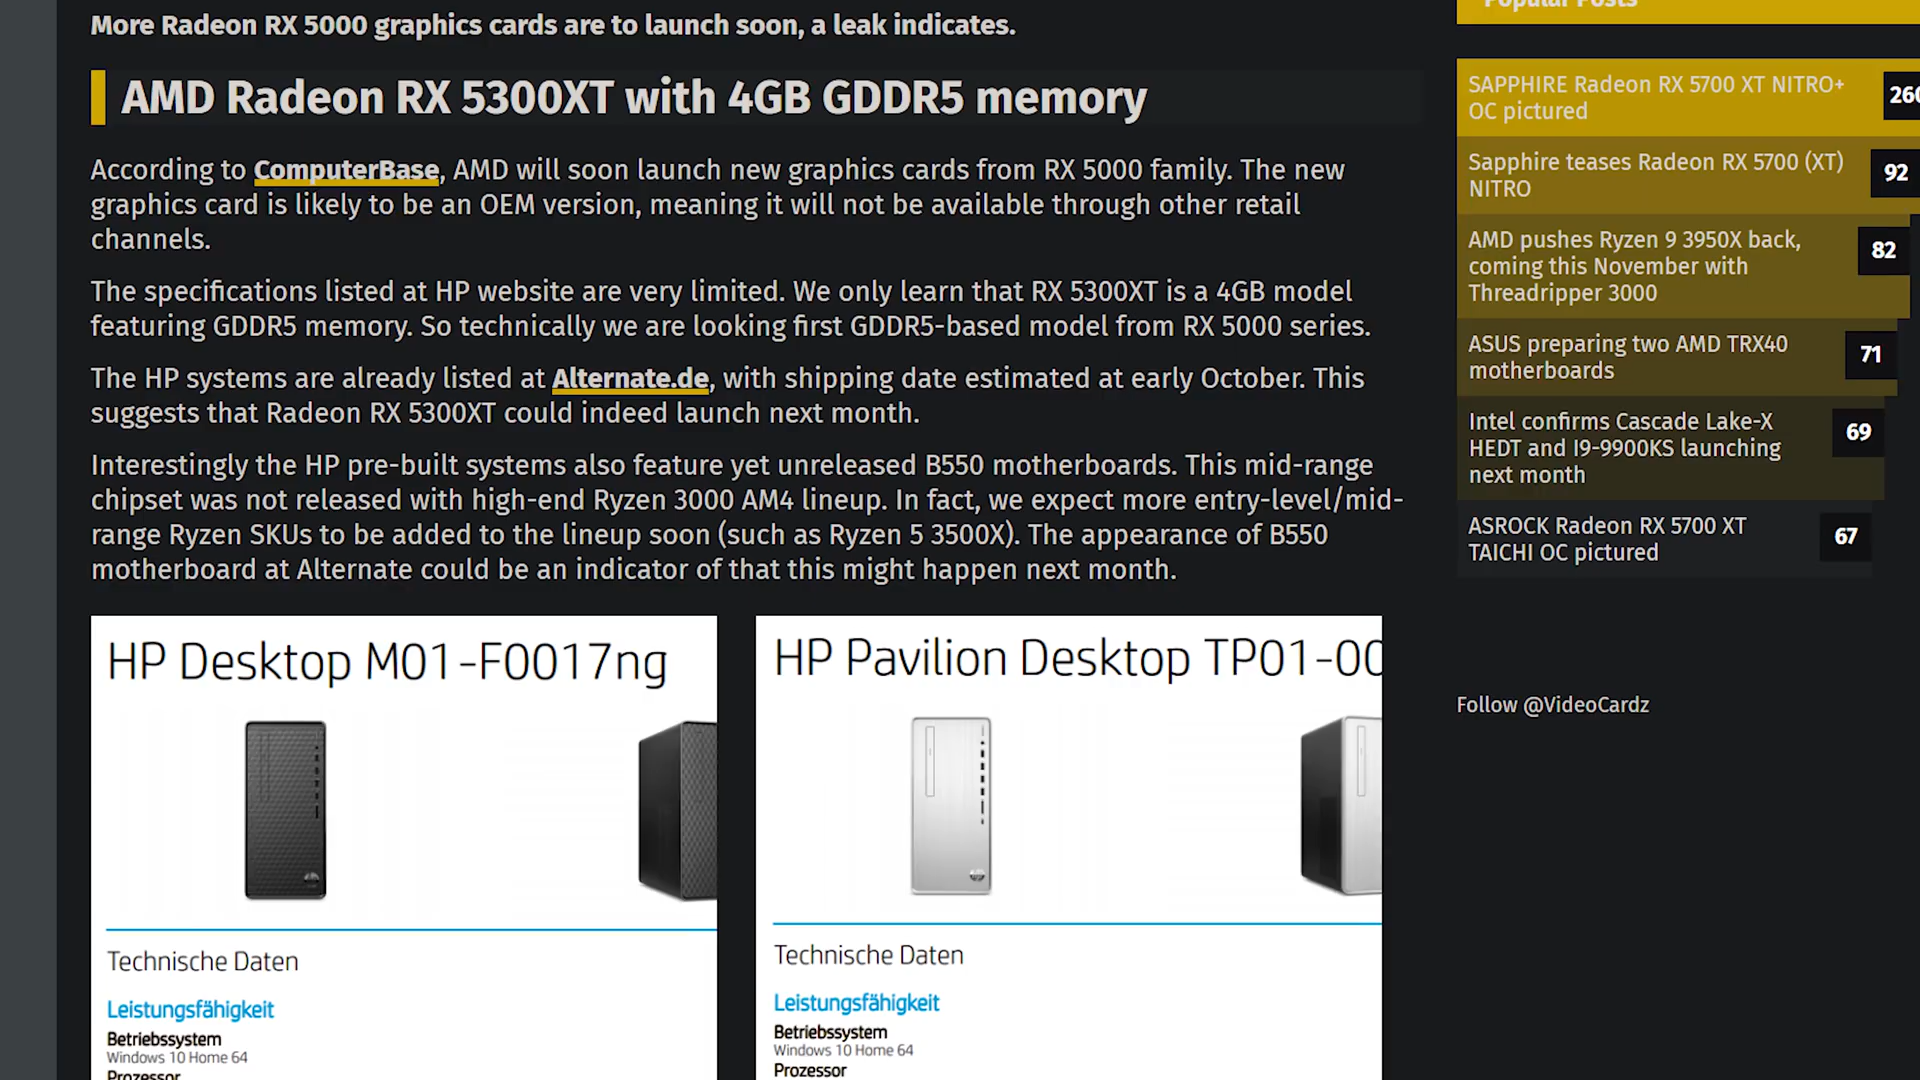 More Radeon RX 5000 graphics cards are to launch soon, a leak indicates.
AMD Radeon RX 5300XT with 4GB GDDR5 memory
According to ComputerBase, AMD will soon launch new graphics cards from RX 5000 family. The new
graphics card is likely to be an OEM version, meaning it will not be available through other retail
channels.
The specifications listed at HP website are very limited. We only learn that RX 5300XT is a 4GB model
featuring GDDR5 memory. So technically we are looking first GDDR5-based model from RX 5000 series.
The HP systems are already listed at Alternate.de, with shipping date estimated at early October. This
suggests that Radeon RX 5300XT could indeed launch next month.
Interestingly the HP pre-built systems also feature yet unreleased B550 motherboards. This mid-range
chipset was not released with high-end Ryzen 3000 AM4 lineup. In fact, we expect more entry-level/mid-
range Ryzen SKUs to be added to the lineup soon (such as Ryzen 5 3500X). The appearance of B550
motherboard at Alternate could be an indicator of that this might happen next month.
HP Desktop M01-F0017ng
Technische Daten
Leistungsfähigkeit
Betriebssystem
Windows 10 Home 64
Prozessor
HP Pavilion Desktop TP01-00
Technische Daten
Leistungsfähigkeit
Betriebssystem
Windows 10 Home 64
Prozessor
Popular Posts
SAPPHIRE Radeon RX 5700 XT NITRO+
OC pictured
260
Sapphire teases Radeon RX 5700 (XT)
NITRO
92
AMD pushes Ryzen 9 3950X back,
coming this November with
Threadripper 3000
82
ASUS preparing two AMD TRX40
motherboards
71
Intel confirms Cascade Lake-X
HEDT and I9-9900KS launching
next month
69
ASROCK Radeon RX 5700 XT
TAICHI OC pictured
67
Follow @VideoCardz